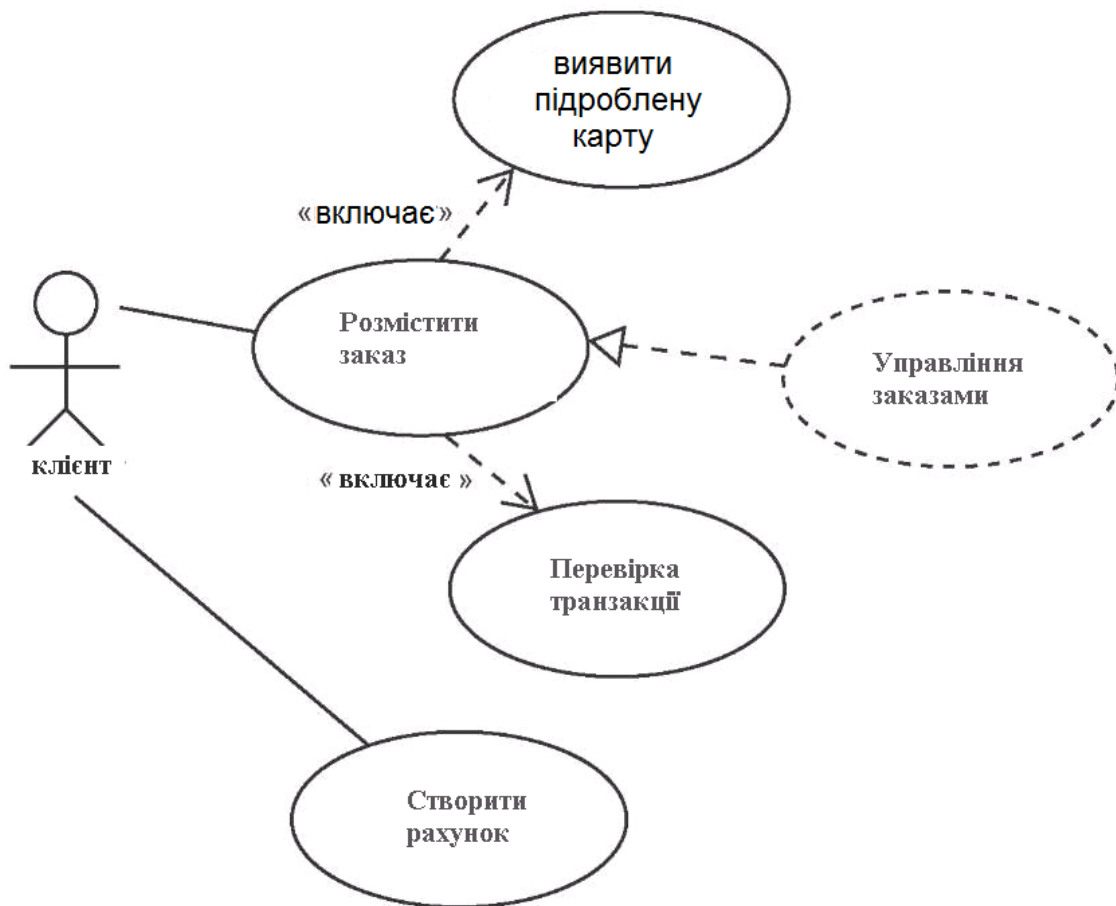 виявити
підроблену
карту
«включає»
Розмістити
заказ
Управління
заказами
клієнт
« включає »
Перевірка
транзакції
Створити
рахунок